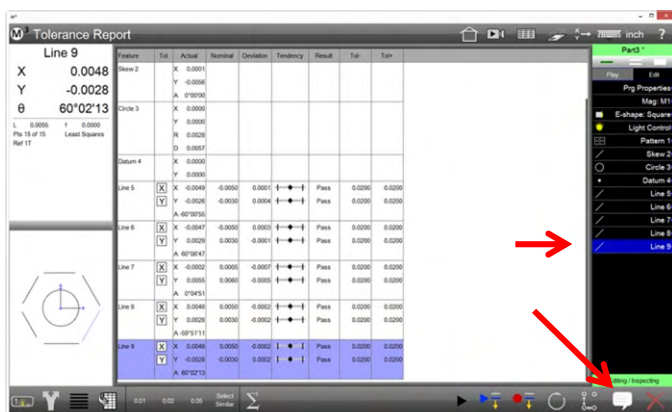 M³ Tolerance Report
inch ?
Line 9
X 0.0048
Y -0.0028
θ 60°02'13
L 0.0055 f 0.0000
Pts 15 of 15 Least Squares
Ref 1T
Feature Tol Actual Nominal Deviation Tendency Result Tol- Tol+
Skew 2 X 0.0001
Y -0.0056
A 0°00'00
Circle 3 X 0.0000
Y 0.0000
R 0.0028
D 0.0057
Datum 4 X 0.0000
Y 0.0000
Line 5 X X -0.0049 -0.0050 0.0001 Pass 0.0200 0.0200
Y Y -0.0026 -0.0030 0.0004 Pass 0.0200 0.0200
A -60°00'55
Line 6 X X -0.0047 -0.0050 0.0003 Pass 0.0200 0.0200
Y Y 0.0029 0.0030 -0.0001 Pass 0.0200 0.0200
A 60°06'47
Line 7 X X -0.0002 0.0005 -0.0007 Pass 0.0200 0.0200
Y Y 0.0055 0.0060 -0.0005 Pass 0.0200 0.0200
A 0°04'51
Line 8 X X 0.0048 0.0050 -0.0002 Pass 0.0200 0.0200
Y Y 0.0028 0.0030 -0.0002 Pass 0.0200 0.0200
A -59°51'11
Line 9 X X 0.0048 0.0050 -0.0002 Pass 0.0200 0.0200
Y Y -0.0028 -0.0030 0.0002 Pass 0.0200 0.0200
A 60°02'13
Part3 *
Play Edit
Prg Properties
Mag: M1
E-shape: Square
Light Control
Pattern 1
Skew 2
Circle 3
Datum 4
Line 5
Line 6
Line 7
Line 8
Line 9
diting / Inspecting
0.01 0.02 0.05 Select Similar Σ